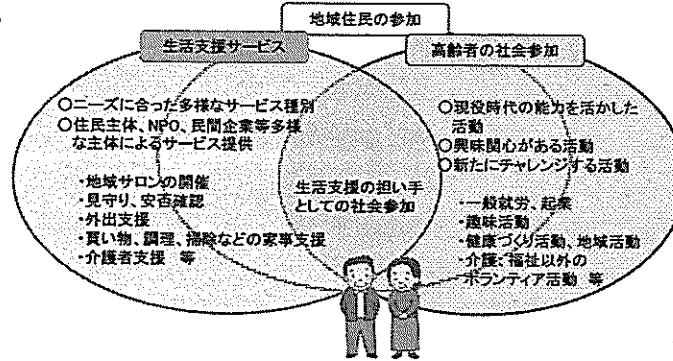 地域住民の参加
生活支援サービス
高齢者の社会参加
○ニーズに合った多様なサービス種別
○住民主体、NPO、民間企業等多様
な主体によるサービス提供
・地域サロンの開催
・見守り、安否確認
・外出支援
・買い物、調理、掃除などの家事支援
・介護者支援 等
生活支援の担い手
としての社会参加
○現役時代の能力を活かした
活動
○興味関心がある活動
○新たにチャレンジする活動
・一般就労、起業
・趣味活動
・健康づくり活動、地域活動
・介護、福祉以外の
ボランティア活動 等